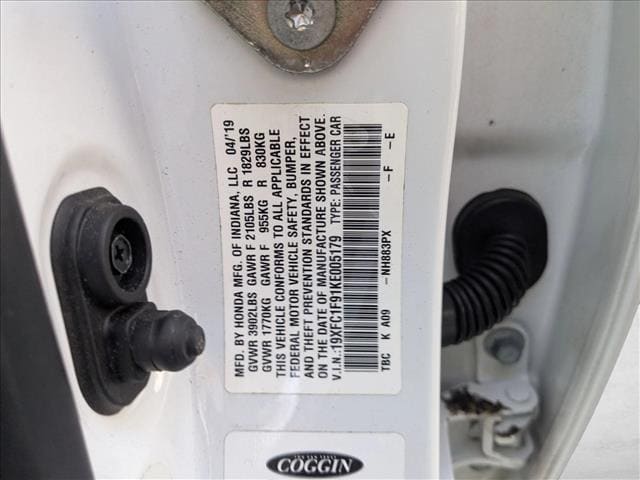 MFD. BY HONDA MFG. OF INDIANA, LLC 04/'19
GVWR 3902LBS GAWR F 2105LBS R 1829LBS
GVWR 1770KG GAWR F 955KG R 830KG
THIS VEHICLE CONFORMS TO ALL APPLICABLE
FEDERAL MOTOR VEHICLE SAFETY, BUMPER,
AND THEFT PREVENTION STANDARDS IN EFFECT
ON THE DATE OF MANUFACTURE SHOWN ABOVE.
V.I.N.:19XFC1F91KE005179 TYPE: PASSENGER CAR
TBC K A09 -NH883PX -F -E
COGGIN